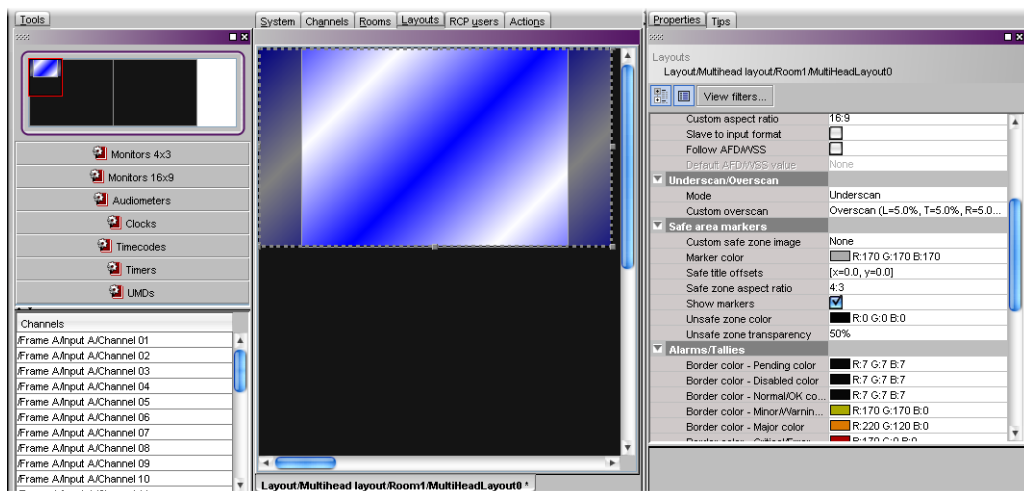 Tools
Monitors 4x3
Monitors 16x9
Audiometers
Clocks
Timecodes
Timers
UMDs
Channels
/Frame A/Input A/Channel 01
/Frame A/Input A/Channel 02
/Frame A/Input A/Channel 03
/Frame A/Input A/Channel 04
/Frame A/Input A/Channel 05
/Frame A/Input A/Channel 06
/Frame A/Input A/Channel 07
/Frame A/Input A/Channel 08
/Frame A/Input A/Channel 09
/Frame A/Input A/Channel 10
System Channels Rooms Layouts RCP users Actions
Layout/Multihead layout/Room1/MultiHeadLayout0 *
Properties Tips
Layouts
Layout/Multihead layout/Room1/MultiHeadLayout0
View filters...
Custom aspect ratio 16:9
Slave to input format
Follow AFD/WSS
Default AFD/WSS value None
Underscan/Overscan
Mode Underscan
Custom overscan Overscan (L=5.0%, T=5.0%, R=5.0...
Safe area markers
Custom safe zone image None
Marker color R:170 G:170 B:170
Safe title offsets [x=0.0, y=0.0]
Safe zone aspect ratio 4:3
Show markers
Unsafe zone color R:0 G:0 B:0
Unsafe zone transparency 50%
Alarms/Tallies
Border color - Pending color R:7 G:7 B:7
Border color - Disabled color R:7 G:7 B:7
Border color - Normal/OK co... R:7 G:7 B:7
Border color - Minor/Warnin... R:170 G:170 B:0
Border color - Major color R:220 G:120 B:0
Border color - Critical/Error R:170 G:0 B:0